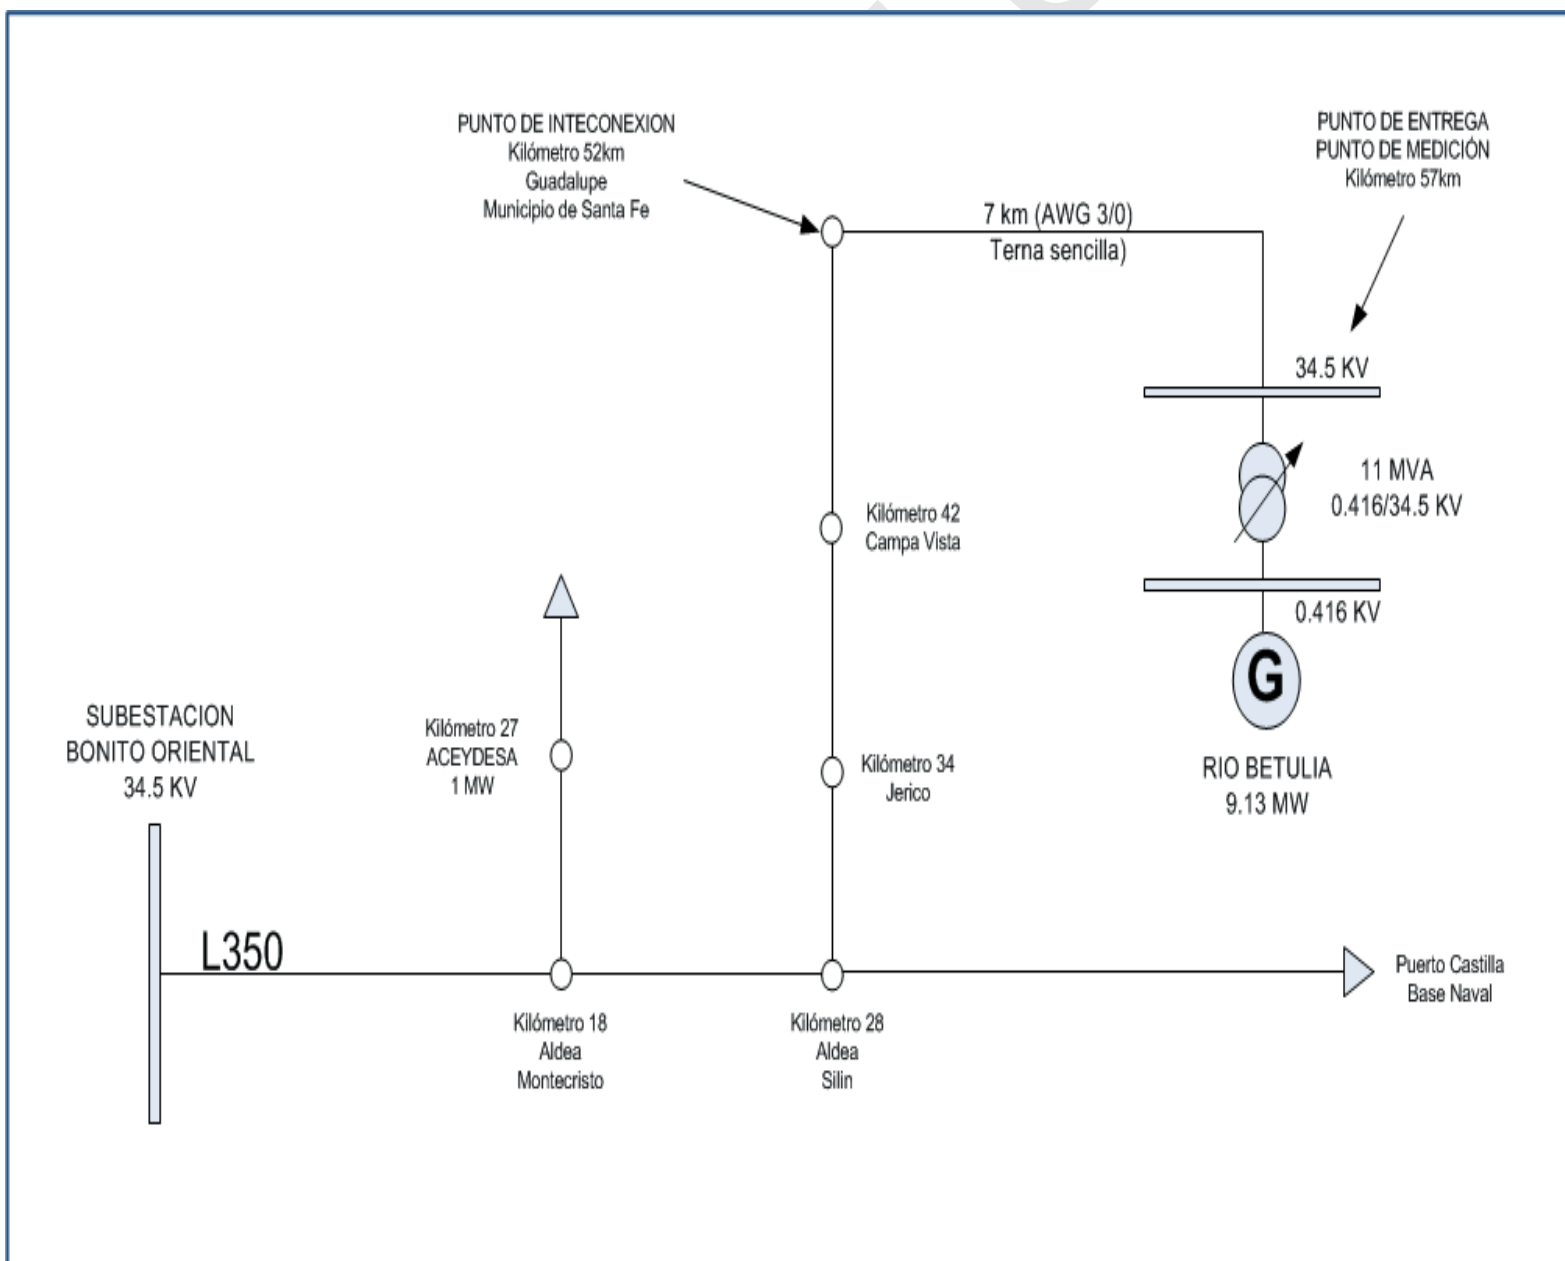 PUNTO DE INTECONEXION
Kilómetro 52km
Guadalupe
Municipio de Santa Fe
PUNTO DE ENTREGA
PUNTO DE MEDICIÓN
Kilómetro 57km
7 km (AWG 3/0)
Terna sencilla)
34.5 KV
11 MVA
0.416/34.5 KV
0.416 KV
G
RIO BETULIA
9.13 MW
Kilómetro 42
Campa Vista
Kilómetro 34
Jerico
Kilómetro 27
ACEYDESA
1 MW
SUBESTACION
BONITO ORIENTAL
34.5 KV
L350
Kilómetro 18
Aldea
Montecristo
Kilómetro 28
Aldea
Silin
Puerto Castilla
Base Naval